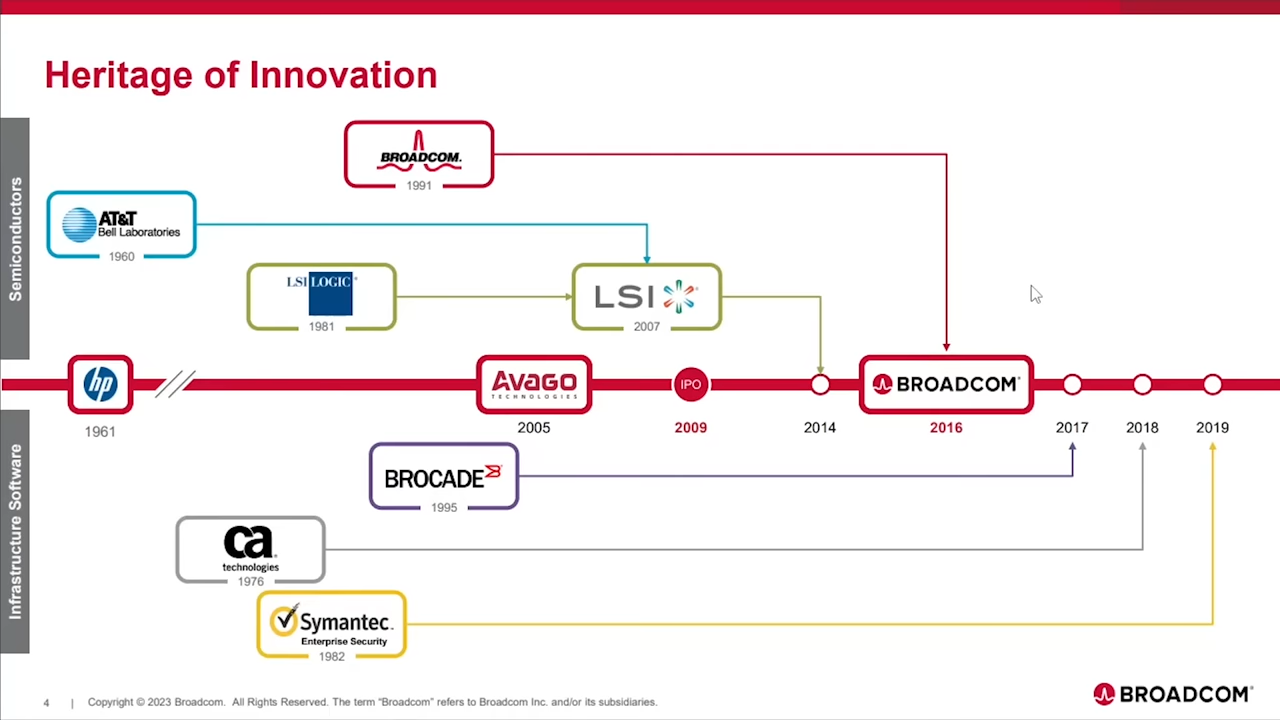 Heritage of Innovation
Semiconductors
BROADCOM.
1991
AT&T
Bell Laboratories
1960
LSI LOGIC
1981
LSI
2007
hp
1961
AVAGO
TECHNOLOGIES
2005
IPO
2009
2014
BROADCOM
2016
2017
2018
2019
Infrastructure Software
BROCADE
1995
ca
technologies
1976
Symantec.
Enterprise Security
1982
4 | Copyright © 2023 Broadcom. All Rights Reserved. The term “Broadcom” refers to Broadcom Inc. and/or its subsidiaries.
BROADCOM